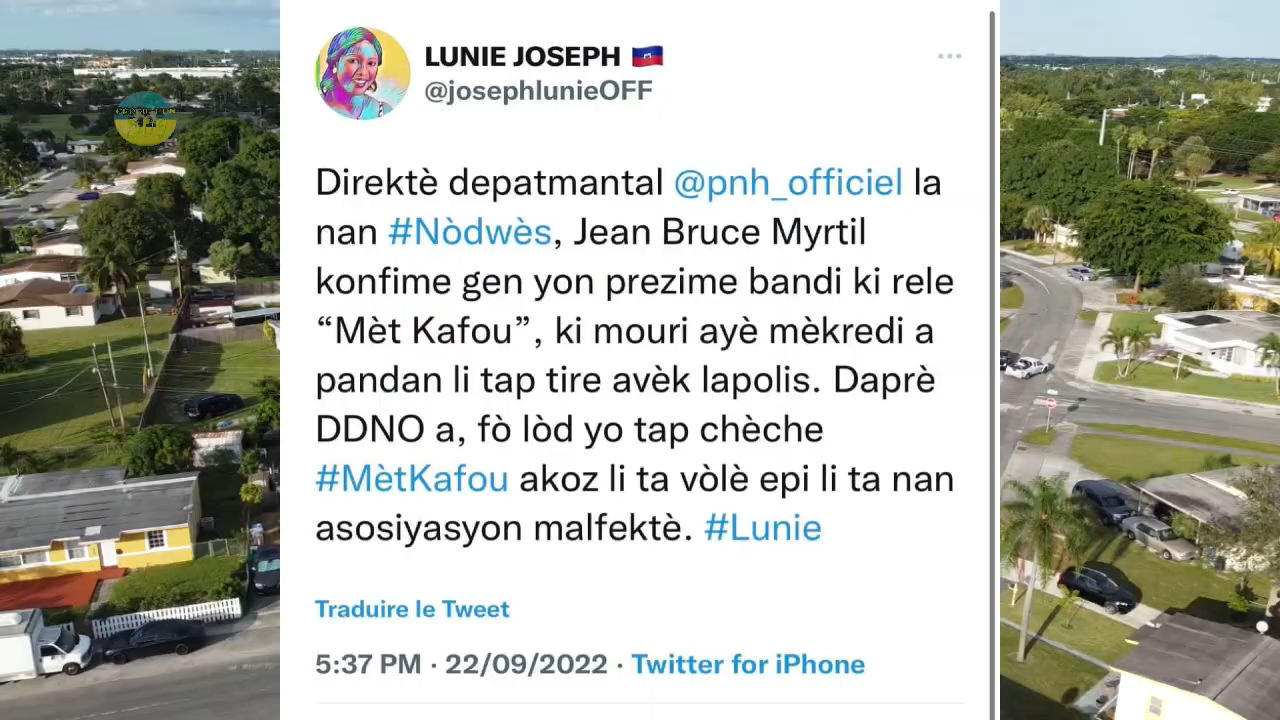 LUNIE JOSEPH 🇭🇹
@josephlunieOFF
Direktè depatmantal @pnh_officiel la
nan #Nòdwès, Jean Bruce Myrtil
konfime gen yon prezime bandi ki rele
“Mèt Kafou”, ki mouri ayè mèkredi a
pandan li tap tire avèk lapolis. Daprè
DDNO a, fò lòd yo tap chèche
#MètKafou akoz li ta vòlè epi li ta nan
asosiyasyon malfektè. #Lunie
Traduire le Tweet
5:37 PM · 22/09/2022 · Twitter for iPhone